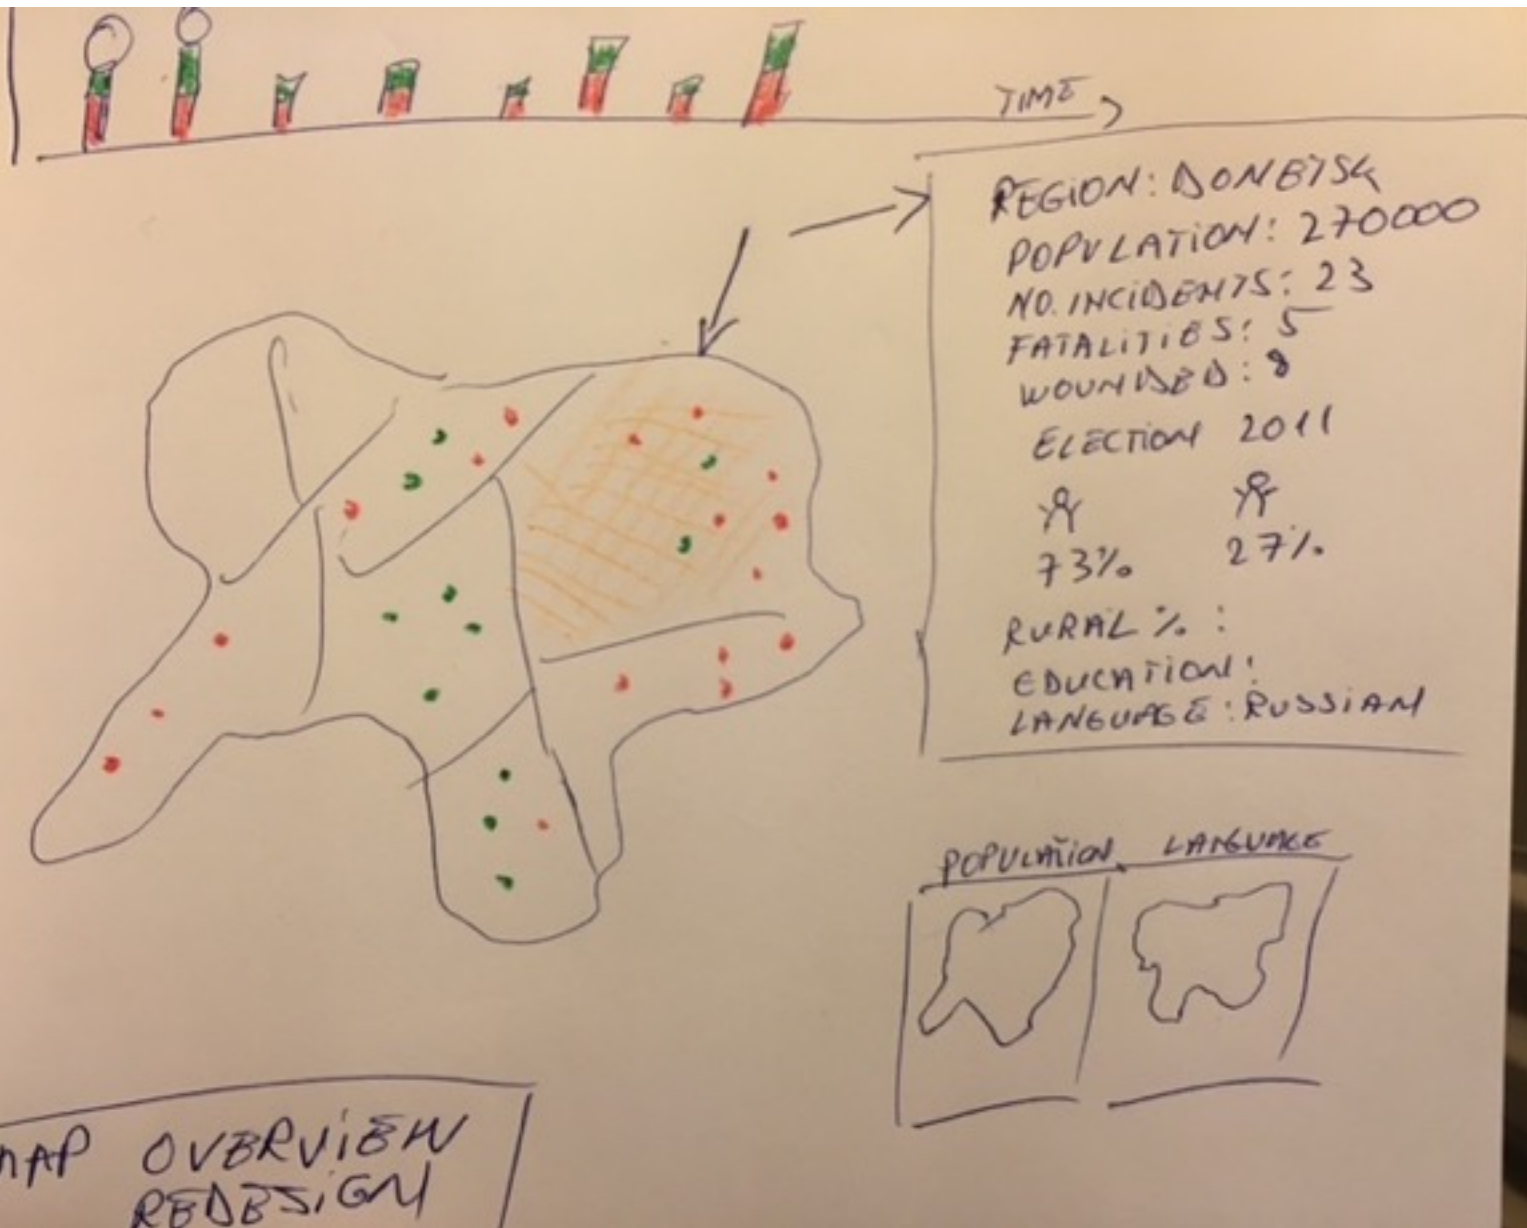 TIME
REGION: DONETSK
POPULATION: 270000
NO. INCIDENTS: 23
FATALITIES: 5
WOUNDED: 8
ELECTION 2011
73% 27%
RURAL % :
EDUCATION:
LANGUAGE: RUSSIAN
POPULATION LANGUAGE
MAP OVERVIEW
REDESIGN